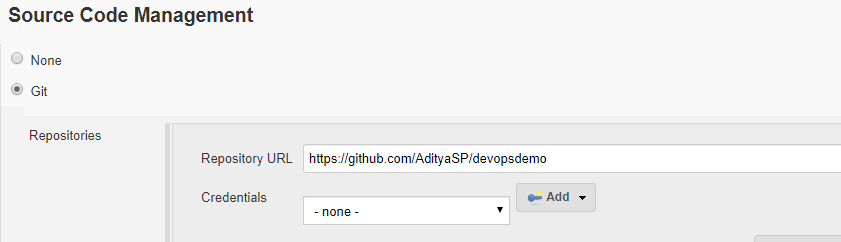 Source Code Management
None
Git
Repositories
Repository URL https://github.com/AdityaSP/devopsdemo
Credentials
- none -
Add